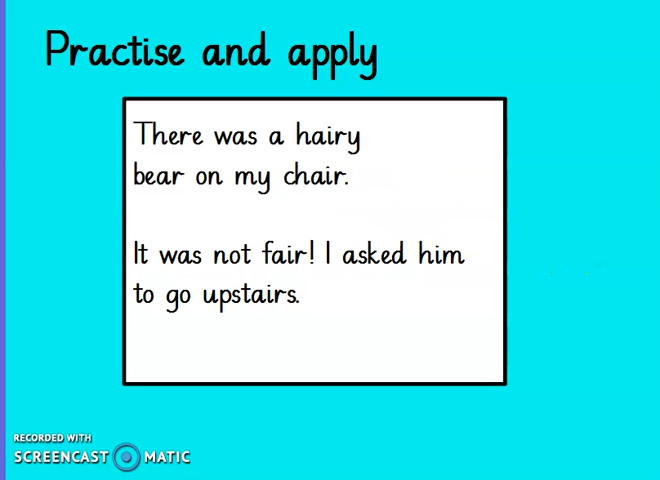 Practise and apply
There was a hairy
bear on my chair.
It was not fair! I asked him
to go upstairs.
RECORDED WITH
SCREENCAST MATIC